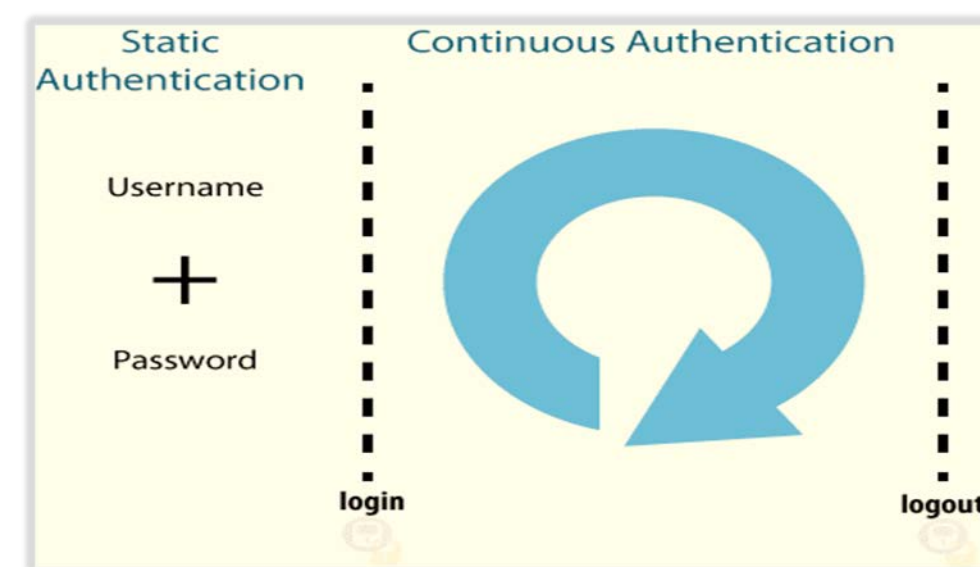 Static
Authentication
Continuous Authentication
Username
+
Password
login
logout